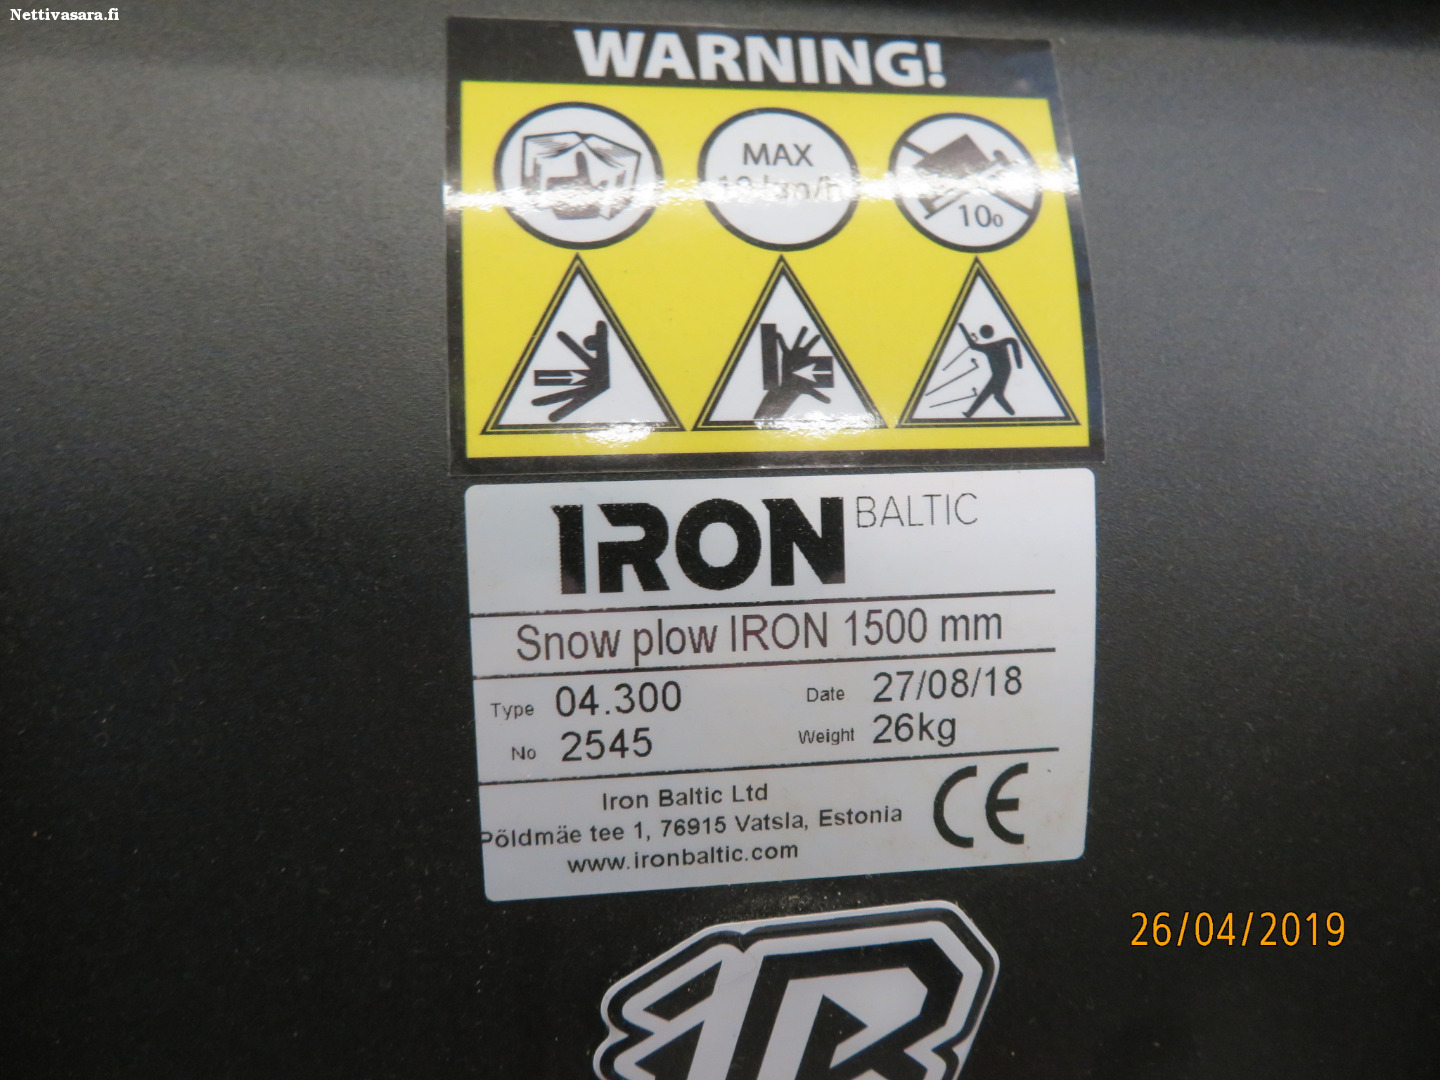 Nettivasara.fi
WARNING!
MAX
10 km/h
10⁰
IRON BALTIC
Snow plow IRON 1500 mm
Type 04.300 Date 27/08/18
No 2545 Weight 26kg
Iron Baltic Ltd
Põldmäe tee 1, 76915 Vatsla, Estonia
www.ironbaltic.com
CE
26/04/2019